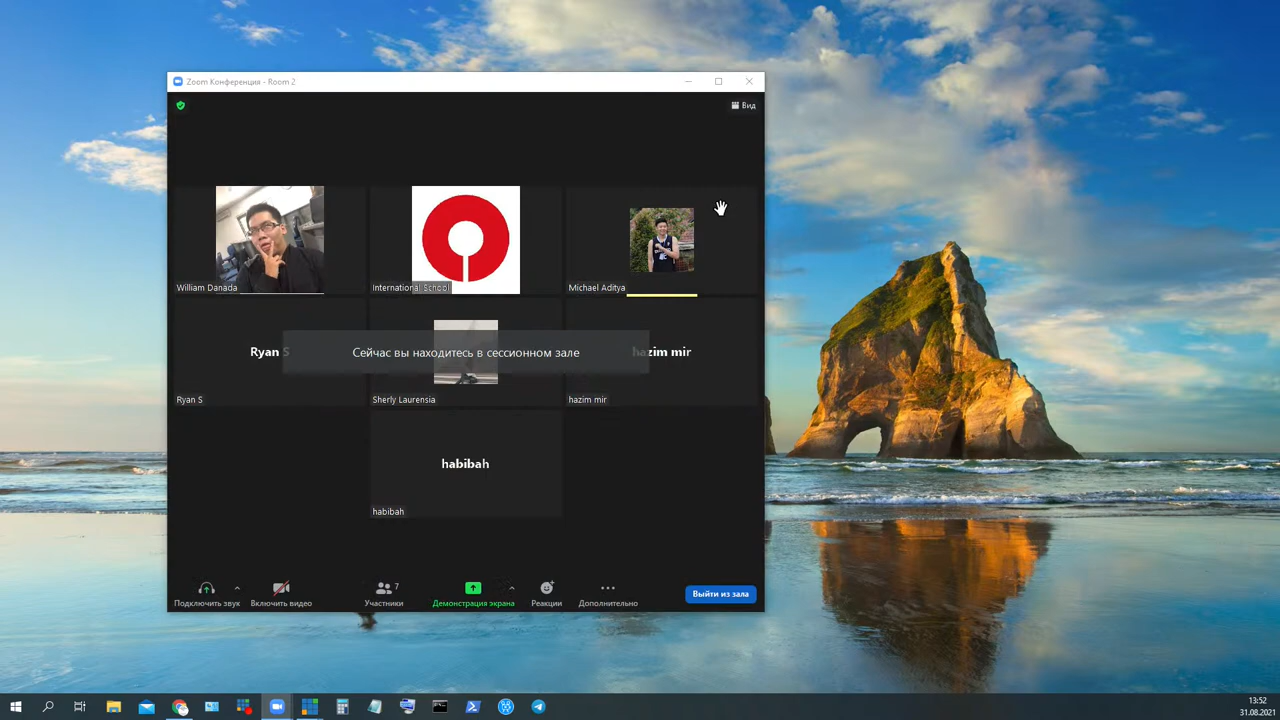 Zoom Конференция - Room 2
Вид
William Danada
International School
Michael Aditya
Ryan S
Сейчас вы находитесь в сессионном зале
hazim mir
Ryan S
Sherly Laurensia
hazim mir
habibah
habibah
Подключить звук
Включить видео
7
Участники
Демонстрация экрана
Реакции
Дополнительно
Выйти из зала
13:52
31.08.2021